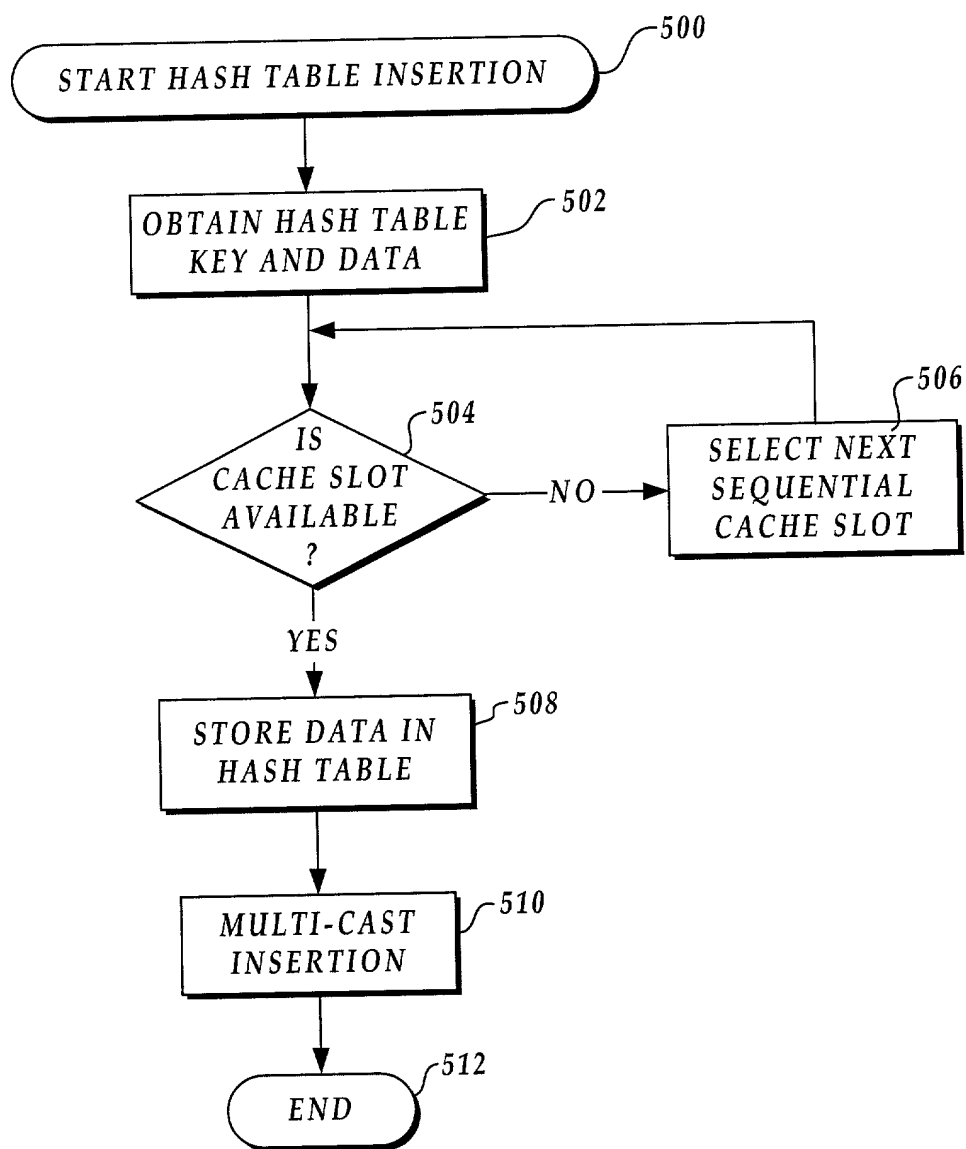 500
START HASH TABLE INSERTION
502
OBTAIN HASH TABLE
KEY AND DATA
504
IS
CACHE SLOT
AVAILABLE
?
NO
506
SELECT NEXT
SEQUENTIAL
CACHE SLOT
YES
508
STORE DATA IN
HASH TABLE
510
MULTI-CAST
INSERTION
512
END